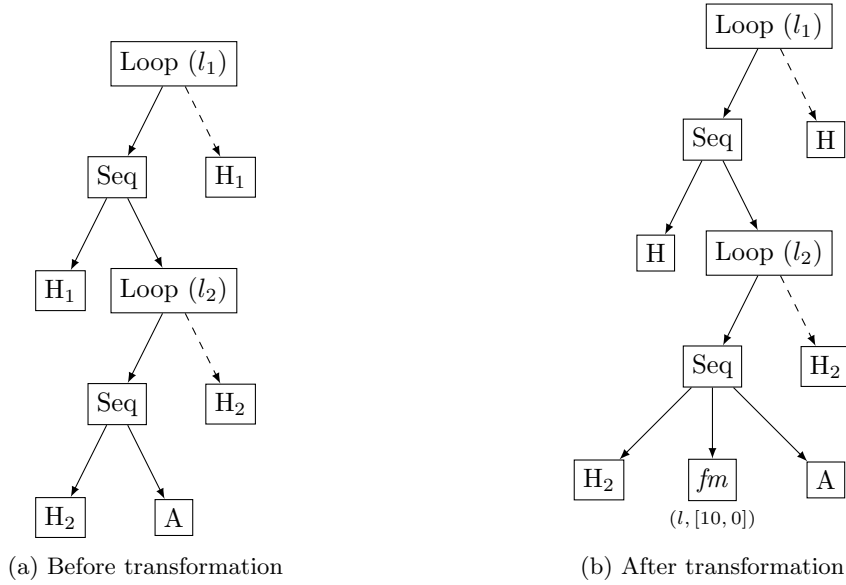 Loop (l₁)
Seq
H₁
H₁
Loop (l₂)
Seq
H₂
H₂
A
(a) Before transformation
Loop (l₁)
Seq
H
H
Loop (l₂)
Seq
H₂
H₂
fm
A
(l, [10, 0])
(b) After transformation